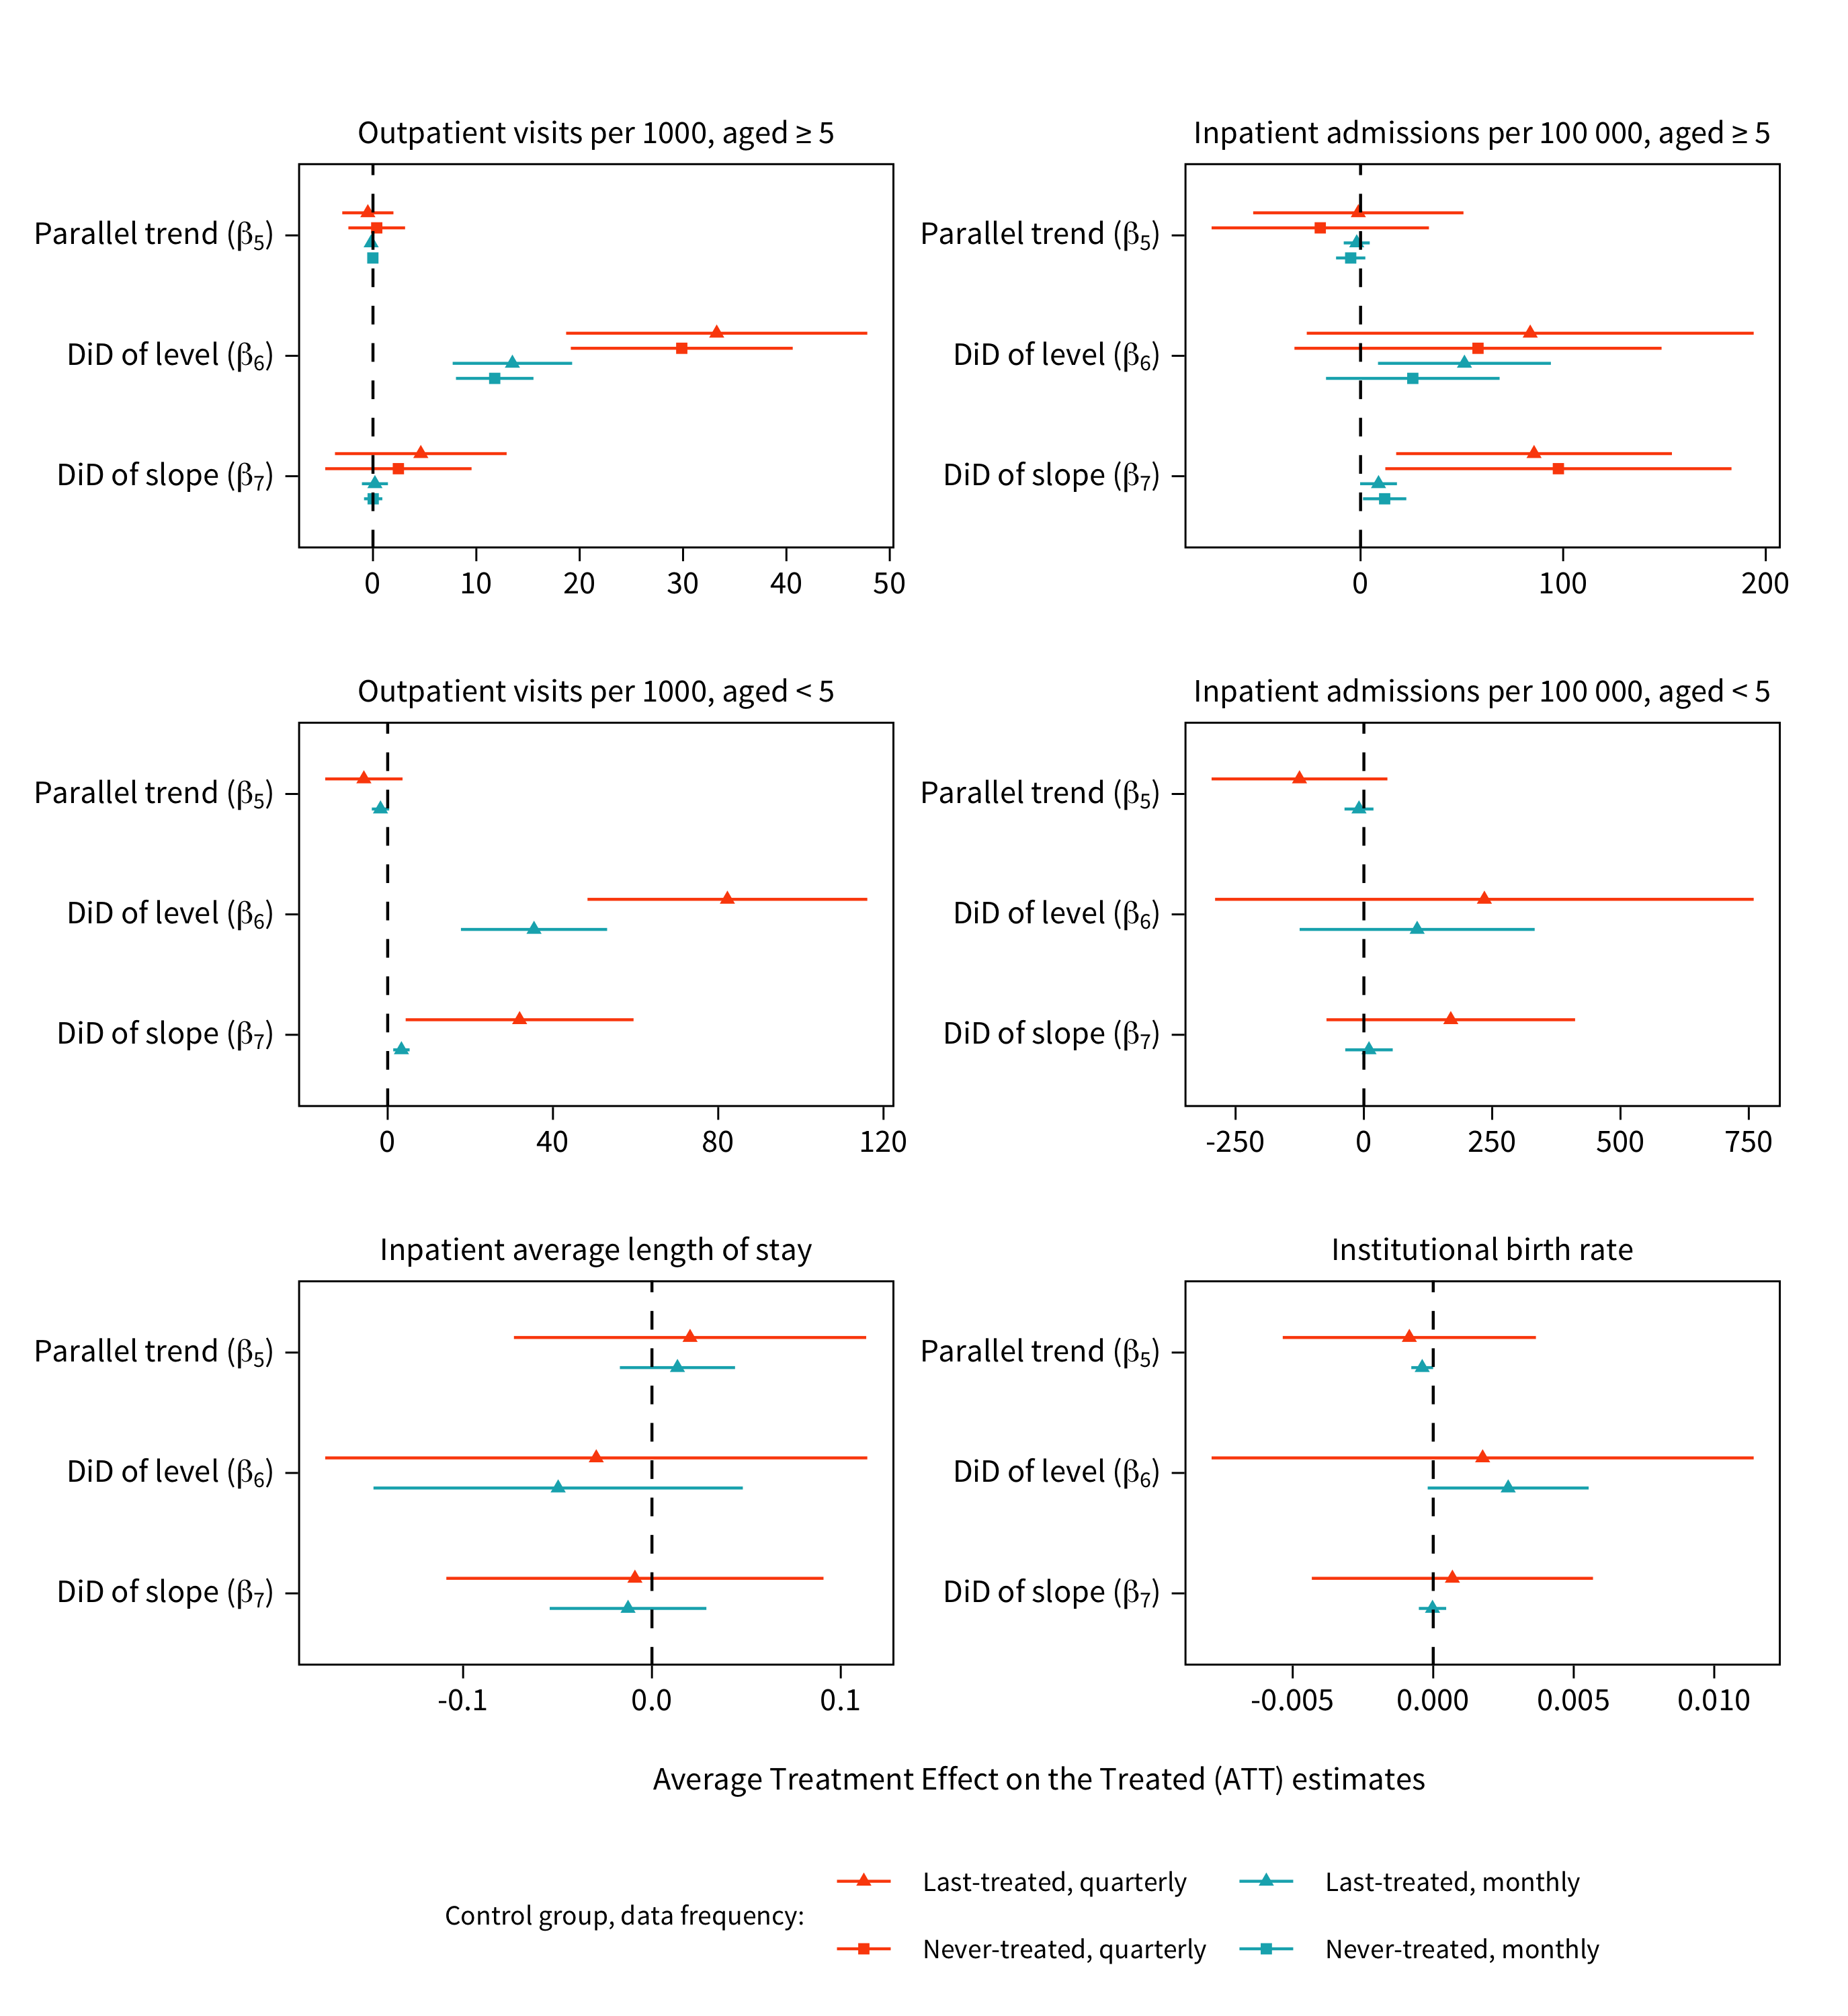 Outpatient visits per 1000, aged ≥ 5
Parallel trend (β₅)
DiD of level (β₆)
DiD of slope (β₇)
0 10 20 30 40 50
Inpatient admissions per 100 000, aged ≥ 5
Parallel trend (β₅)
DiD of level (β₆)
DiD of slope (β₇)
0 100 200
Outpatient visits per 1000, aged < 5
Parallel trend (β₅)
DiD of level (β₆)
DiD of slope (β₇)
0 40 80 120
Inpatient admissions per 100 000, aged < 5
Parallel trend (β₅)
DiD of level (β₆)
DiD of slope (β₇)
-250 0 250 500 750
Inpatient average length of stay
Parallel trend (β₅)
DiD of level (β₆)
DiD of slope (β₇)
-0.1 0.0 0.1
Institutional birth rate
Parallel trend (β₅)
DiD of level (β₆)
DiD of slope (β₇)
-0.005 0.000 0.005 0.010
Average Treatment Effect on the Treated (ATT) estimates
Control group, data frequency:
Last-treated, quarterly
Never-treated, quarterly
Last-treated, monthly
Never-treated, monthly